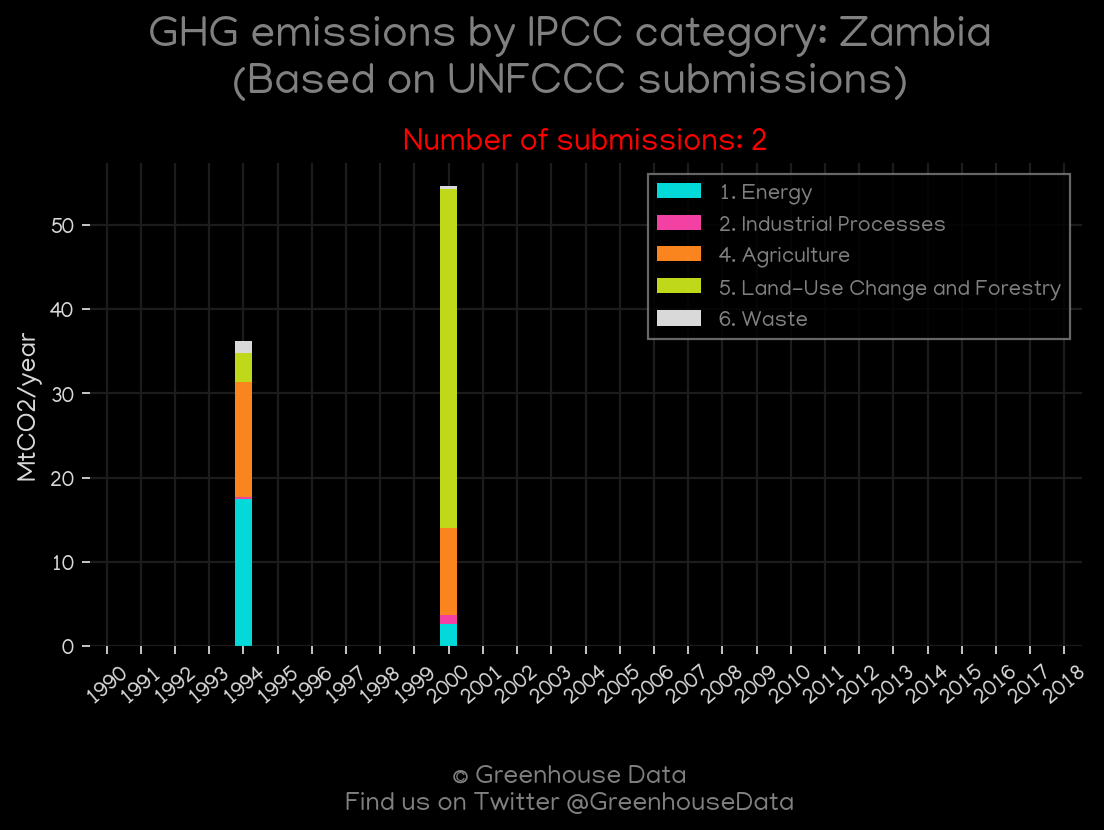 GHG emissions by IPCC category: Zambia
(Based on UNFCCC submissions)
Number of submissions: 2
1. Energy
2. Industrial Processes
4. Agriculture
5. Land-Use Change and Forestry
6. Waste
MtCO2/year
50
40
30
20
10
0
1990 1991 1992 1993 1994 1995 1996 1997 1998 1999 2000 2001 2002 2003 2004 2005 2006 2007 2008 2009 2010 2011 2012 2013 2014 2015 2016 2017 2018
© Greenhouse Data
Find us on Twitter @GreenhouseData